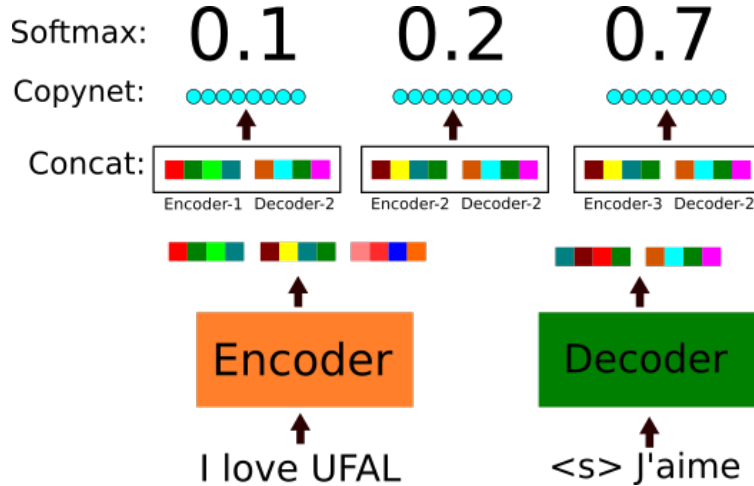 Softmax: 0.1 0.2 0.7
Copynet:
Concat:
Encoder-1 Decoder-2 Encoder-2 Decoder-2 Encoder-3 Decoder-2
Encoder Decoder
I love UFAL <s> J'aime